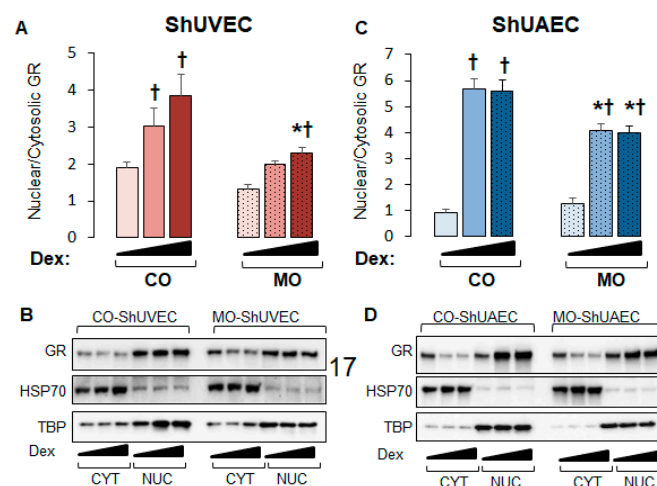 A ShUVEC
Nuclear/Cytosolic GR
5
4
3
2
1
0
† † *†
Dex:
CO MO
C ShUAEC
Nuclear/Cytosolic GR
7
6
5
4
3
2
1
0
† † *† *†
CO MO
B CO-ShUVEC MO-ShUVEC
GR
HSP70
TBP
Dex
CYT NUC CYT NUC
17
D CO-ShUAEC MO-ShUAEC
GR
HSP70
TBP
Dex
CYT NUC CYT NUC